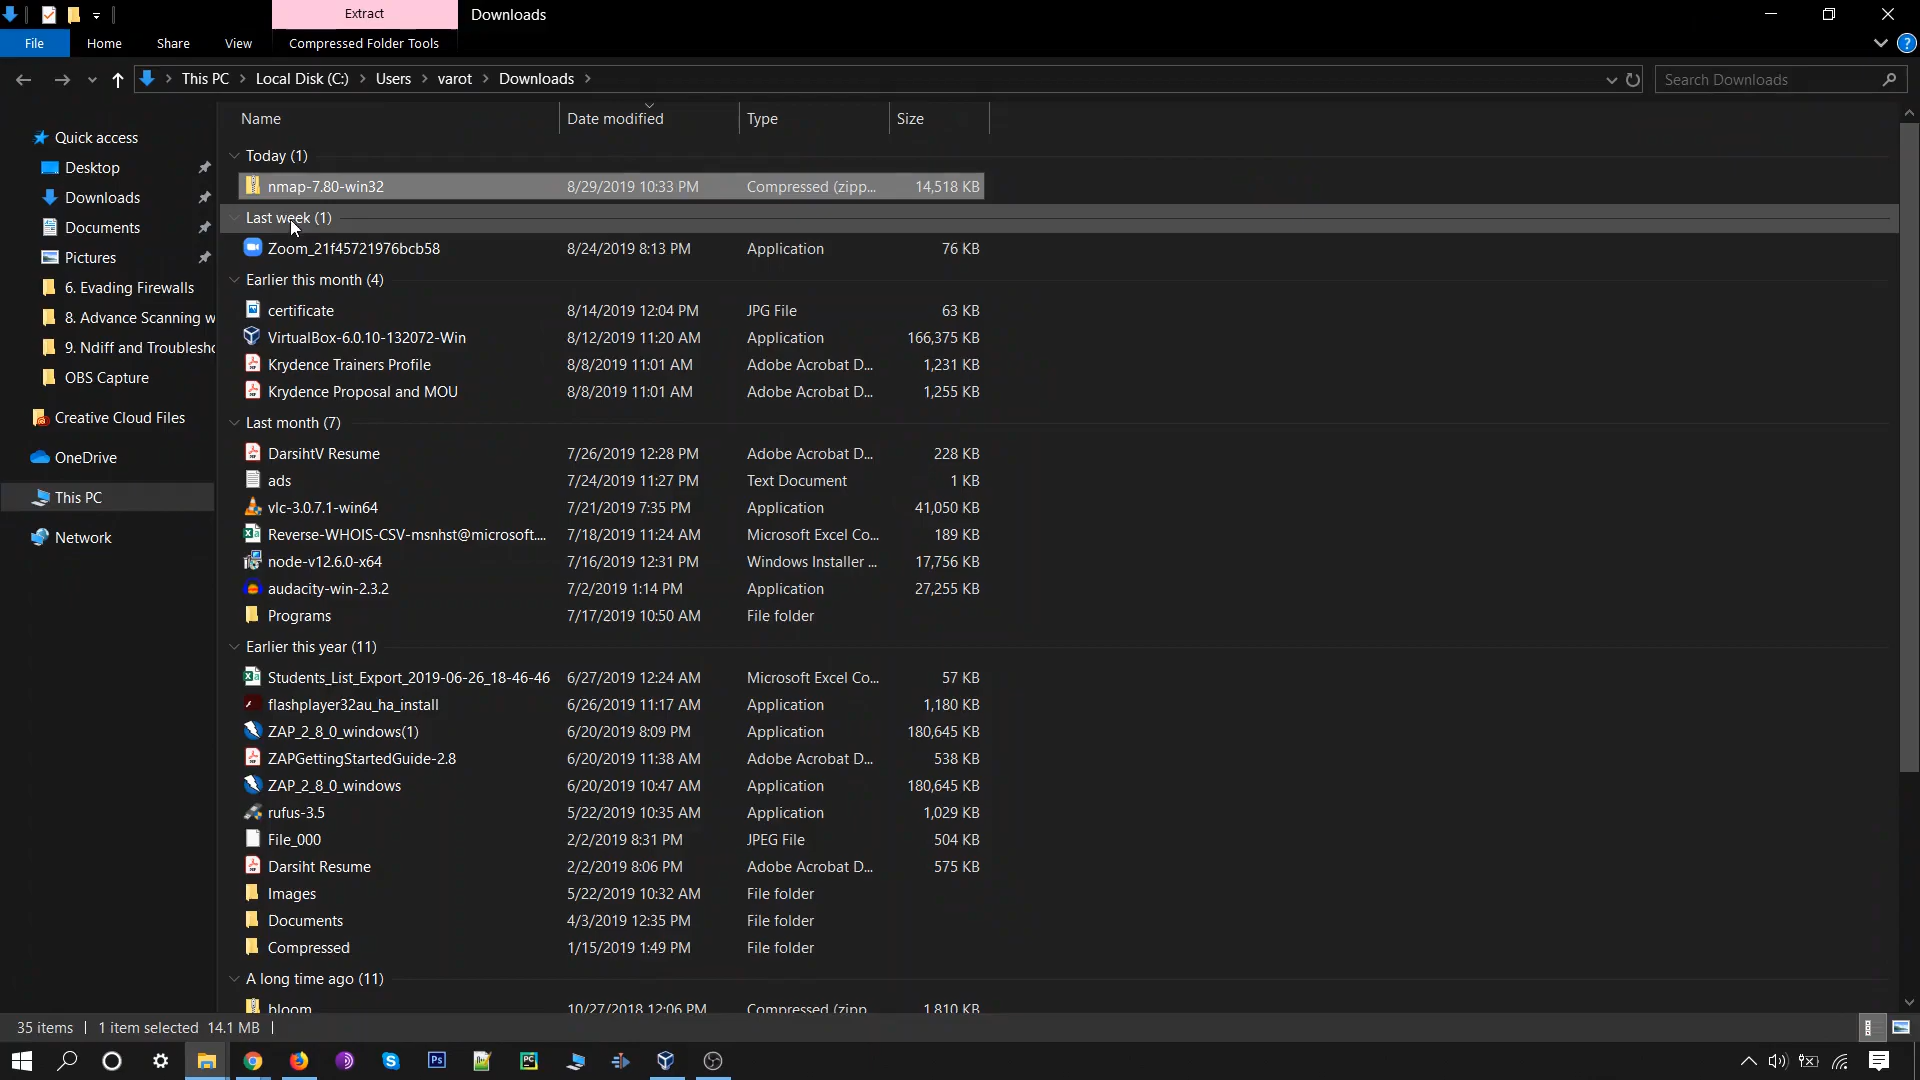 Extract
Downloads
File
Home
Share
View
Compressed Folder Tools
This PC
Local Disk (C:)
Users
varot
Downloads
Search Downloads
Name
Date modified
Type
Size
Quick access
Desktop
Downloads
Documents
Pictures
6. Evading Firewalls
8. Advance Scanning w
9. Ndiff and Troublesho
OBS Capture
Creative Cloud Files
OneDrive
This PC
Network
Today (1)
nmap-7.80-win32 8/29/2019 10:33 PM Compressed (zipp... 14,518 KB
Last week (1)
Zoom_21f45721976bcb58 8/24/2019 8:13 PM Application 76 KB
Earlier this month (4)
certificate 8/14/2019 12:04 PM JPG File 63 KB
VirtualBox-6.0.10-132072-Win 8/12/2019 11:20 AM Application 166,375 KB
Krydence Trainers Profile 8/8/2019 11:01 AM Adobe Acrobat D... 1,231 KB
Krydence Proposal and MOU 8/8/2019 11:01 AM Adobe Acrobat D... 1,255 KB
Last month (7)
DarsihtV Resume 7/26/2019 12:28 PM Adobe Acrobat D... 228 KB
ads 7/24/2019 11:27 PM Text Document 1 KB
vlc-3.0.7.1-win64 7/21/2019 7:35 PM Application 41,050 KB
Reverse-WHOIS-CSV-msnhst@microsoft.... 7/18/2019 11:24 AM Microsoft Excel Co... 189 KB
node-v12.6.0-x64 7/16/2019 12:31 PM Windows Installer ... 17,756 KB
audacity-win-2.3.2 7/2/2019 1:14 PM Application 27,255 KB
Programs 7/17/2019 10:50 AM File folder
Earlier this year (11)
Students_List_Export_2019-06-26_18-46-46 6/27/2019 12:24 AM Microsoft Excel Co... 57 KB
flashplayer32au_ha_install 6/26/2019 11:17 AM Application 1,180 KB
ZAP_2_8_0_windows(1) 6/20/2019 8:09 PM Application 180,645 KB
ZAPGettingStartedGuide-2.8 6/20/2019 11:38 AM Adobe Acrobat D... 538 KB
ZAP_2_8_0_windows 6/20/2019 10:47 AM Application 180,645 KB
rufus-3.5 5/22/2019 10:35 AM Application 1,029 KB
File_000 2/2/2019 8:31 PM JPEG File 504 KB
Darsiht Resume 2/2/2019 8:06 PM Adobe Acrobat D... 575 KB
Images 5/22/2019 10:32 AM File folder
Documents 4/3/2019 12:35 PM File folder
Compressed 1/15/2019 1:49 PM File folder
A long time ago (11)
bloom 10/27/2018 12:06 PM Compressed (zipp... 1,810 KB
35 items 1 item selected 14.1 MB